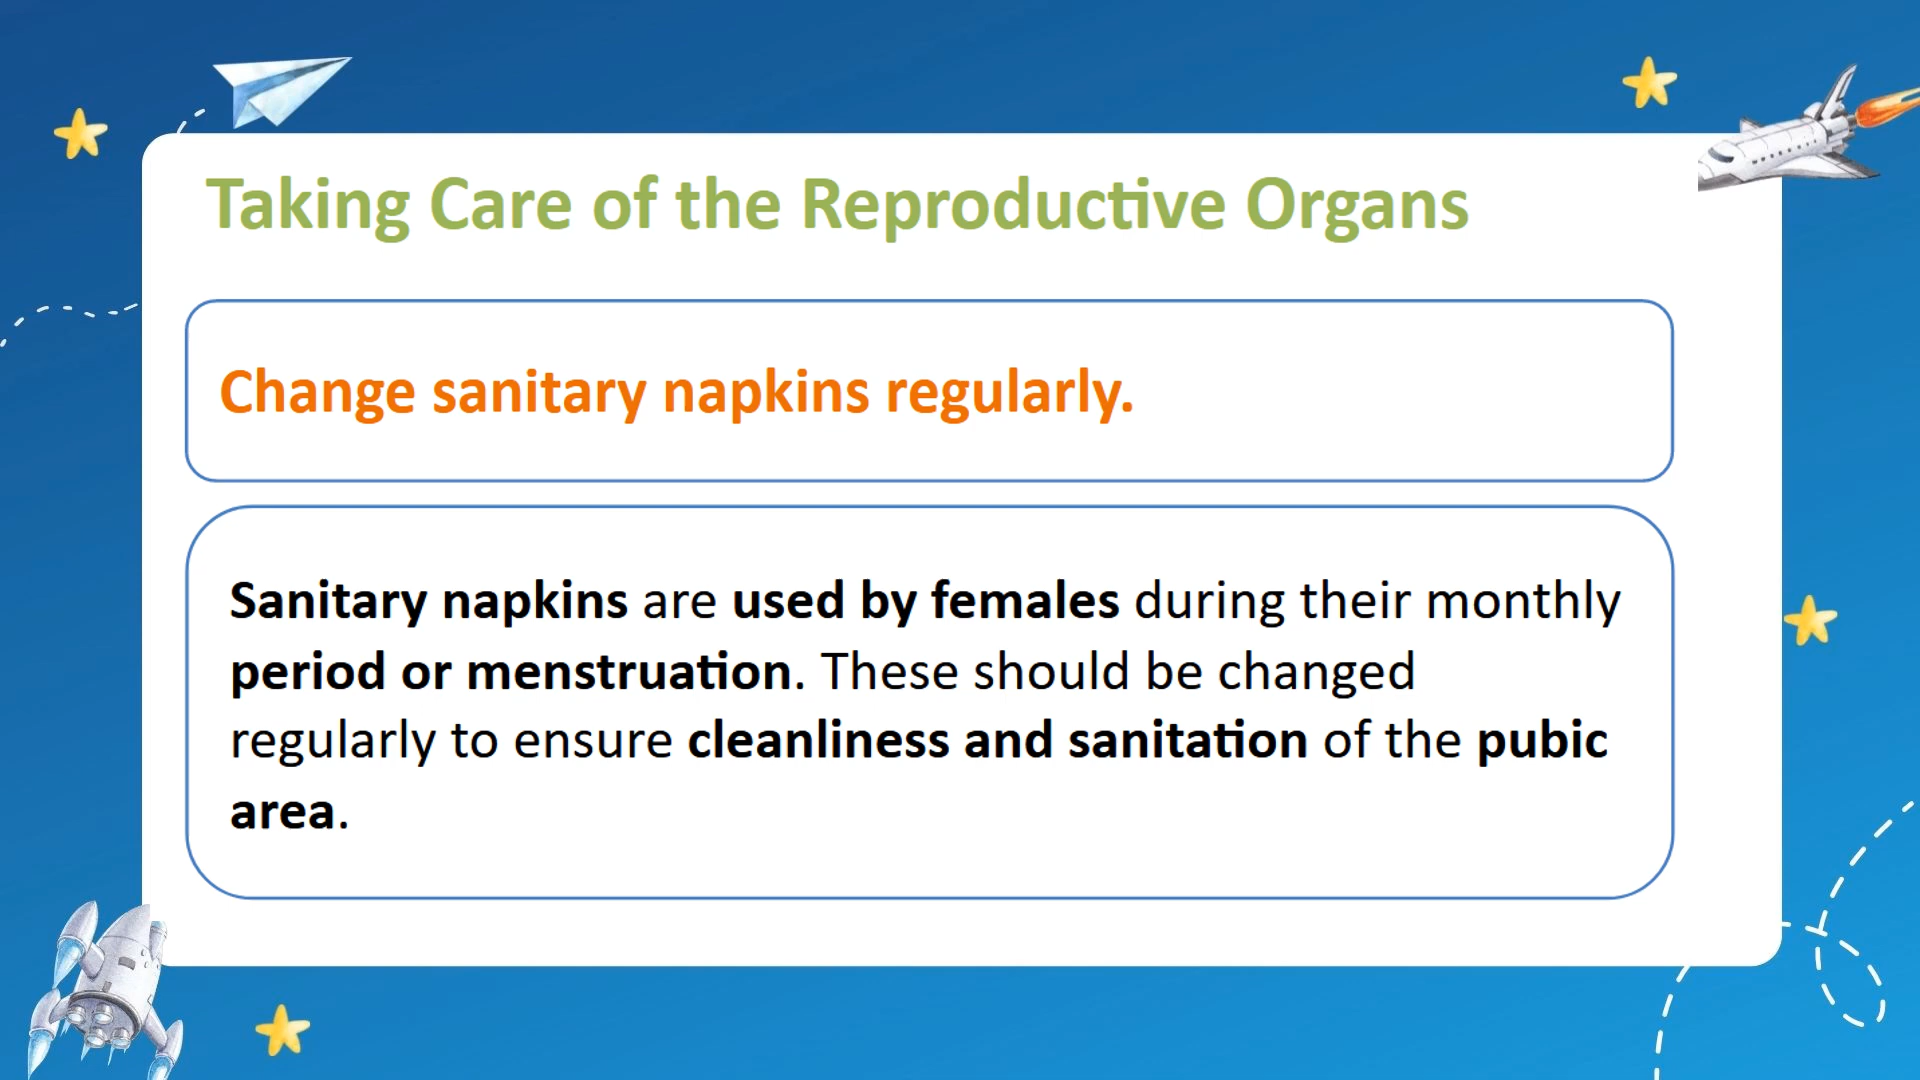 Taking Care of the Reproductive Organs
Change sanitary napkins regularly.
Sanitary napkins are used by females during their monthly
period or menstruation. These should be changed
regularly to ensure cleanliness and sanitation of the pubic
area.